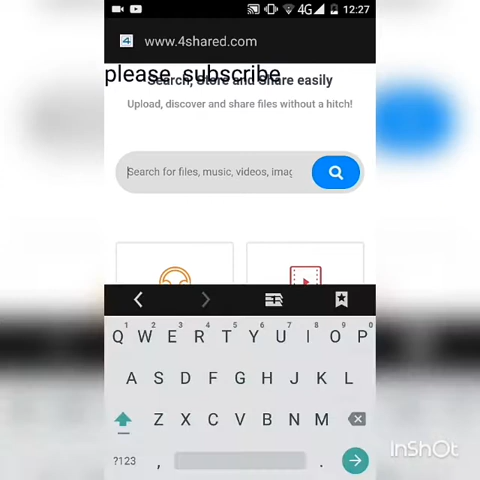 12:27
4G
www.4shared.com
please subscribe
Search, Store and Share easily
Upload, discover and share files without a hitch!
Search for files, music, videos, imag
1 2 3 4 5 6 7 8 9 0
Q W E R T Y U I O P
A S D F G H J K L
Z X C V B N M
?123 , .
InShOt